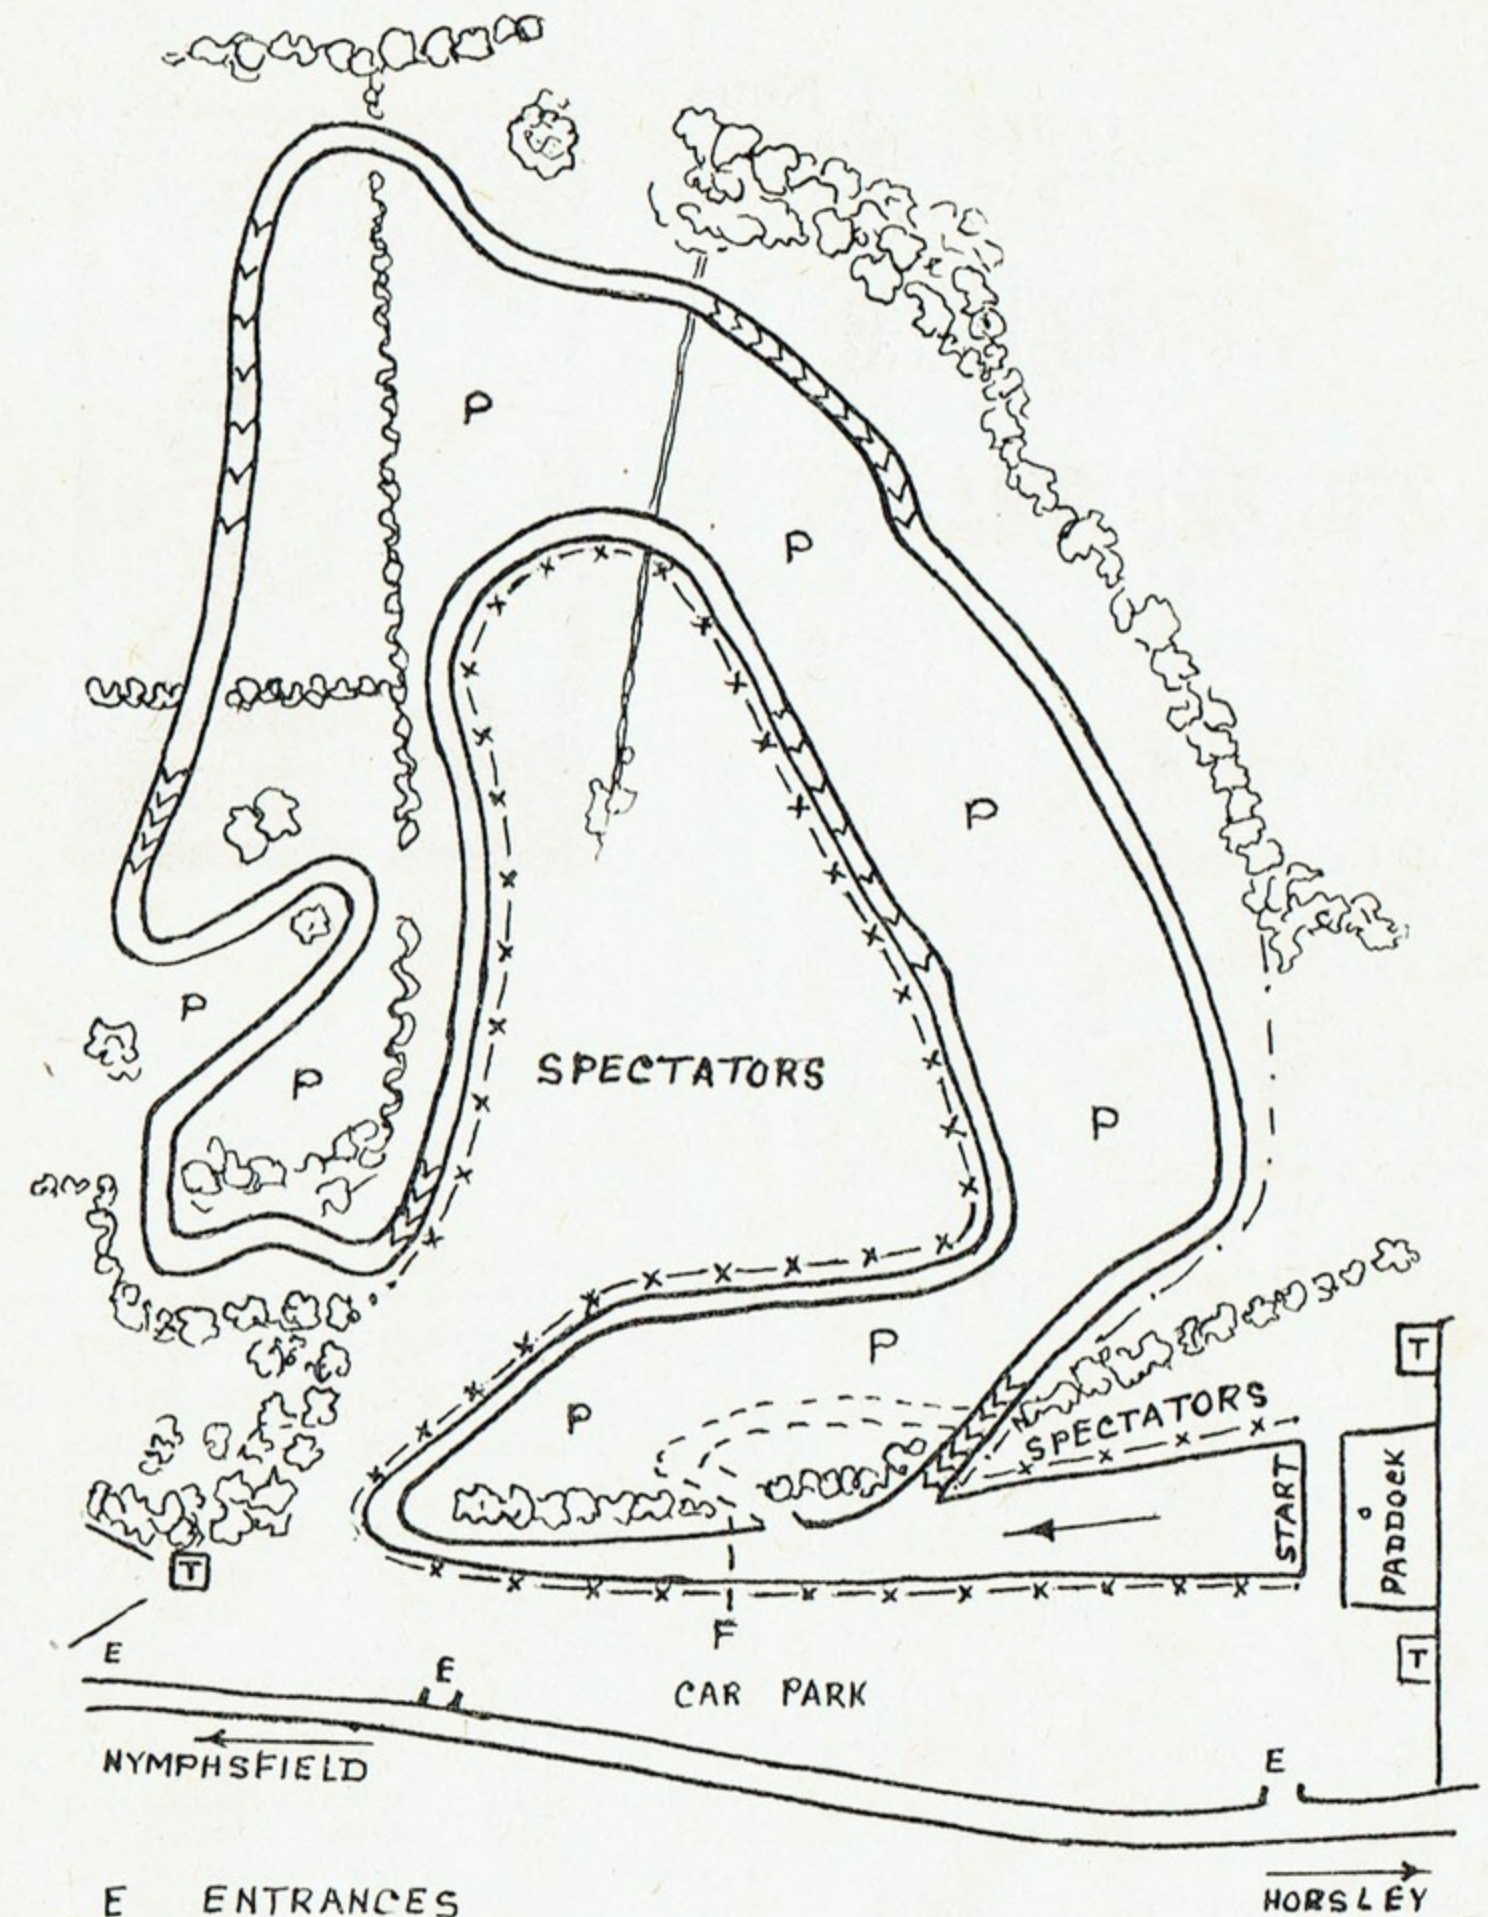 P
P
P
P
SPECTATORS
P
P
P
P
SPECTATORS
START
PADDOCK
T
T
T
F
E
E
CAR PARK
E
NYMPHSFIELD
HORSLEY
E ENTRANCES